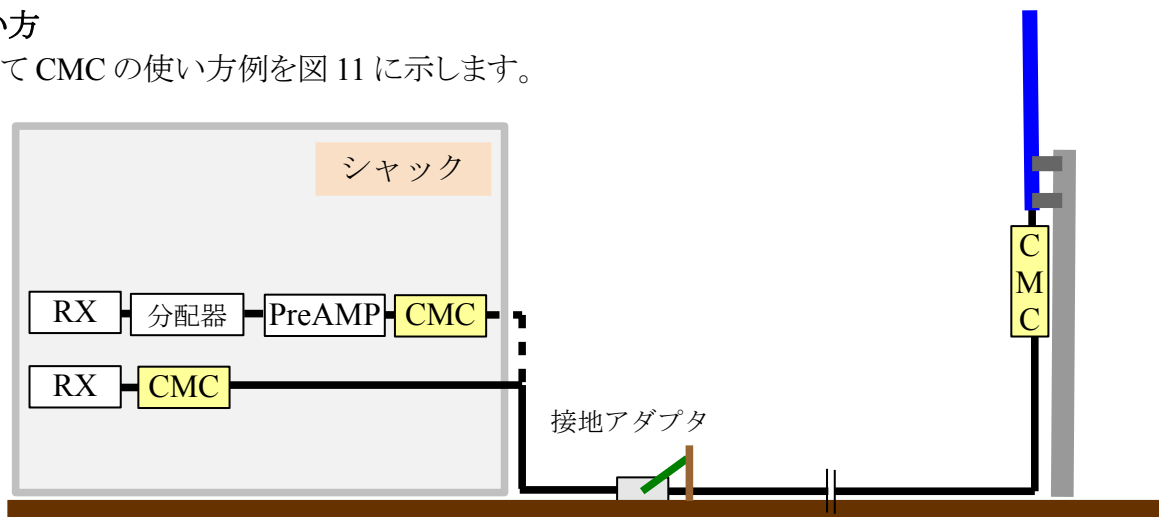 い方
て CMC の使い方例を図 11 に示します。
シャック
RX 分配器 PreAMP CMC
RX CMC
接地アダプタ
CMC